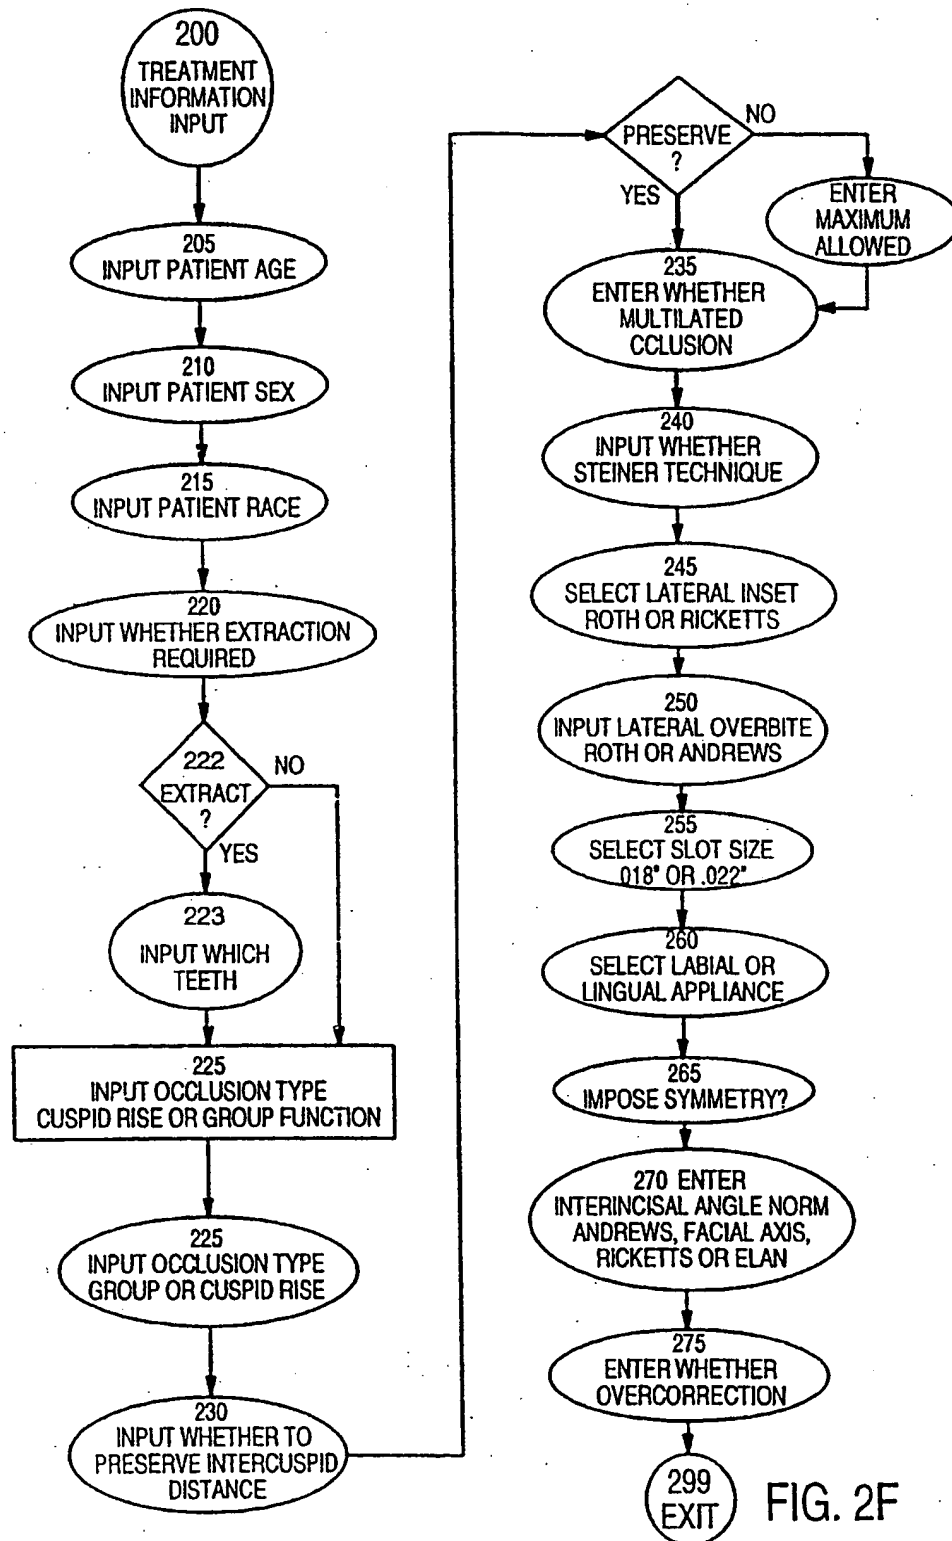 200
TREATMENT
INFORMATION
INPUT
205
INPUT PATIENT AGE
210
INPUT PATIENT SEX
215
INPUT PATIENT RACE
220
INPUT WHETHER EXTRACTION
REQUIRED
222
EXTRACT
?
NO
YES
223
INPUT WHICH
TEETH
225
INPUT OCCLUSION TYPE
CUSPID RISE OR GROUP FUNCTION
225
INPUT OCCLUSION TYPE
GROUP OR CUSPID RISE
230
INPUT WHETHER TO
PRESERVE INTERCUSPID
DISTANCE
PRESERVE
?
NO
YES
ENTER
MAXIMUM
ALLOWED
235
ENTER WHETHER
MULTILATED
CCLUSION
240
INPUT WHETHER
STEINER TECHNIQUE
245
SELECT LATERAL INSET
ROTH OR RICKETTS
250
INPUT LATERAL OVERBITE
ROTH OR ANDREWS
255
SELECT SLOT SIZE
.018" OR .022"
260
SELECT LABIAL OR
LINGUAL APPLIANCE
265
IMPOSE SYMMETRY?
270 ENTER
INTERINCISAL ANGLE NORM
ANDREWS, FACIAL AXIS,
RICKETTS OR ELAN
275
ENTER WHETHER
OVERCORRECTION
299
EXIT
FIG. 2F